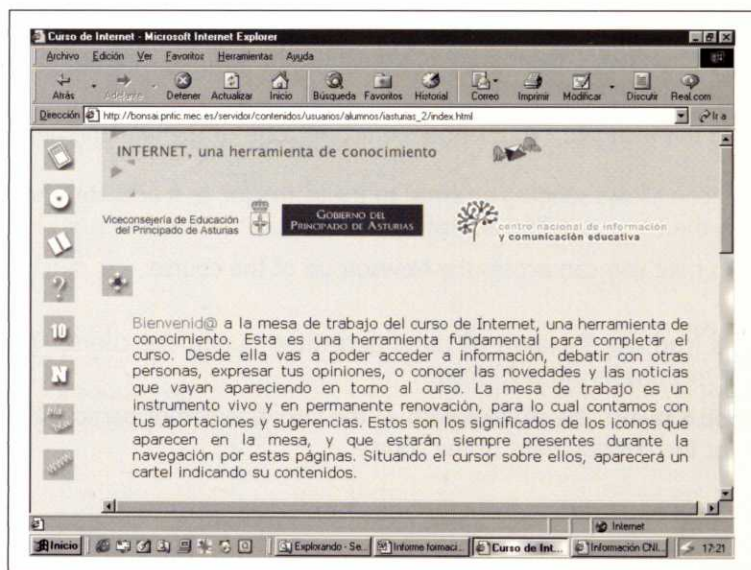 Curso de Internet - Microsoft Internet Explorer
Archivo Edición Ver Favoritos Herramientas Ayuda
Atrás Adelante Detener Actualizar Inicio Búsqueda Favoritos Historial Correo Imprimir Modificar Discutir Real.com
Dirección http://bonsai.pntic.mec.es/servidor/contenidos/usuarios/alumnos/iasturias_2/index.html Ir a
INTERNET, una herramienta de conocimiento
Viceconsejería de Educación
del Principado de Asturias
GOBIERNO DEL
PRINCIPADO DE ASTURIAS
centro nacional de información
y comunicación educativa
?
10
N
www
Bienvenid@ a la mesa de trabajo del curso de Internet, una herramienta de
conocimiento. Esta es una herramienta fundamental para completar el
curso. Desde ella vas a poder acceder a información, debatir con otras
personas, expresar tus opiniones, o conocer las novedades y las noticias
que vayan apareciendo en torno al curso. La mesa de trabajo es un
instrumento vivo y en permanente renovación, para lo cual contamos con
tus aportaciones y sugerencias. Estos son los significados de los iconos que
aparecen en la mesa, y que estarán siempre presentes durante la
navegación por estas páginas. Situando el cursor sobre ellos, aparecerá un
cartel indicando su contenidos.
Internet
Inicio Explorando - Se... Informe formaci... Curso de Int... Información CNI... 17:21